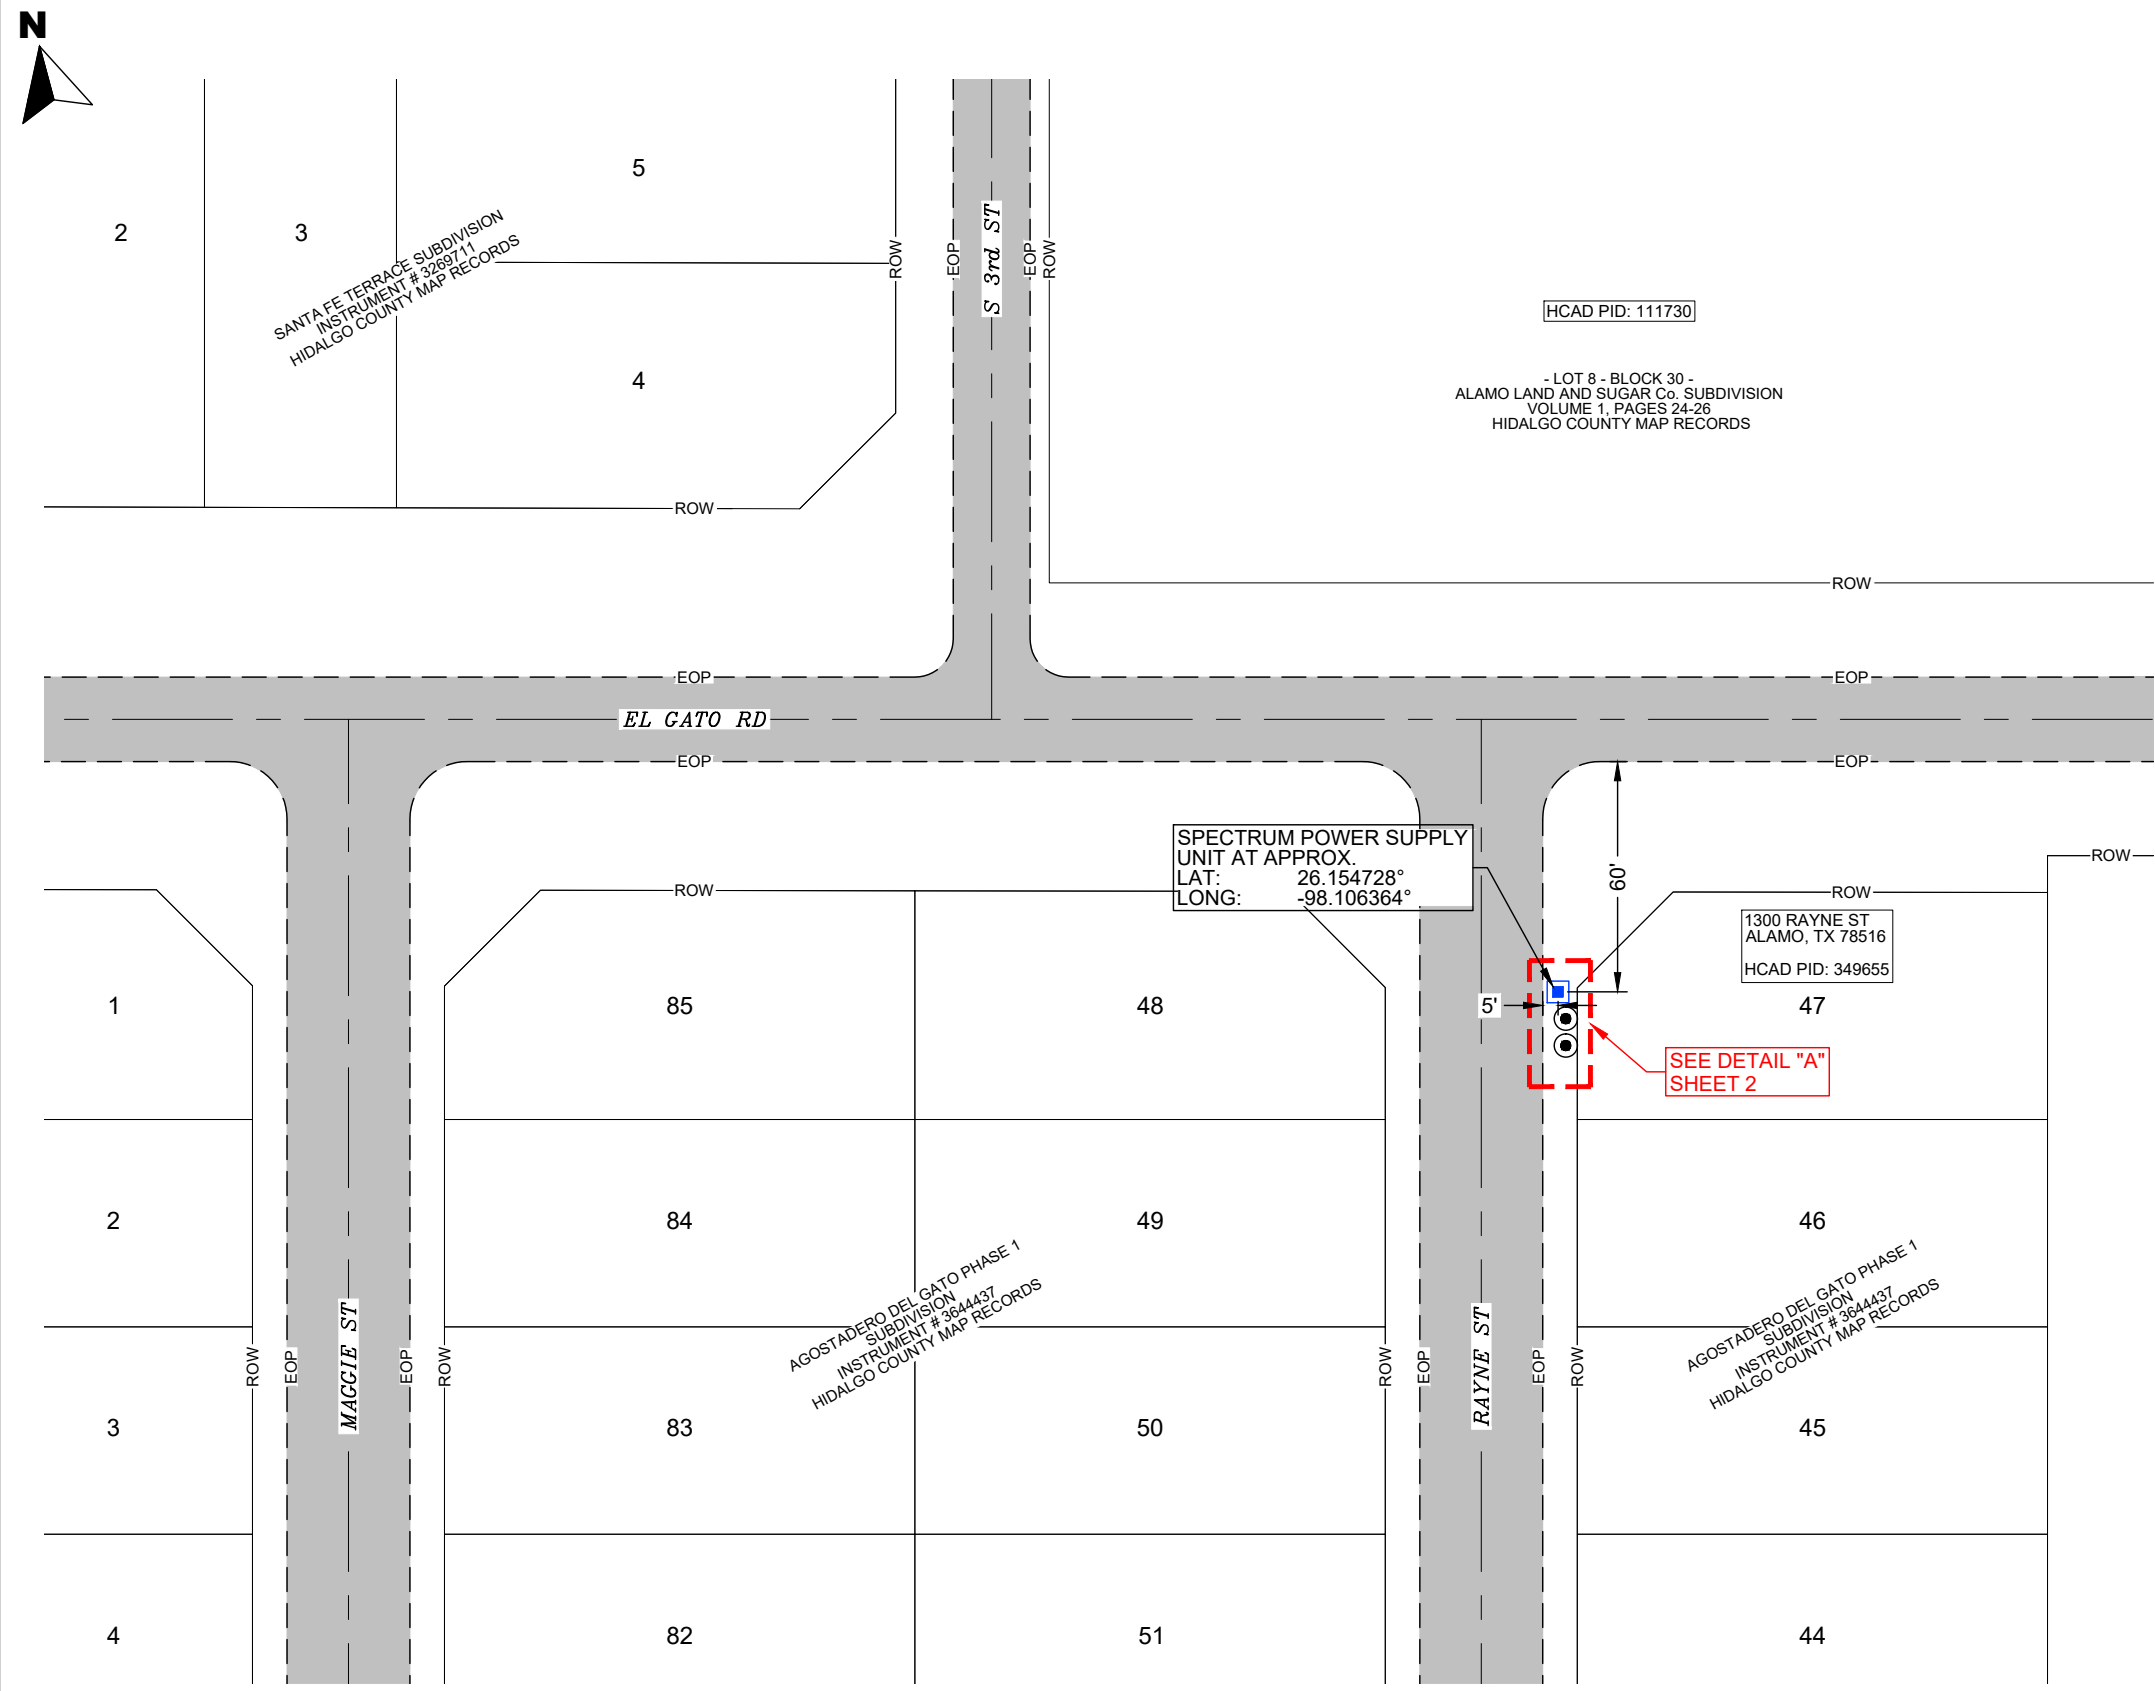 N
5
2
3
SANTA FE TERRACE SUBDIVISION
INSTRUMENT # 3269711
HIDALGO COUNTY MAP RECORDS
4
ROW
EOP
S 3rd ST
EOP
ROW
HCAD PID: 111730
- LOT 8 - BLOCK 30 -
ALAMO LAND AND SUGAR Co. SUBDIVISION
VOLUME 1, PAGES 24-26
HIDALGO COUNTY MAP RECORDS
ROW
ROW
EOP
EOP
EL GATO RD
EOP
EOP
SPECTRUM POWER SUPPLY
UNIT AT APPROX.
LAT: 26.154728°
LONG: -98.106364°
60'
ROW
ROW
ROW
1300 RAYNE ST
ALAMO, TX 78516
HCAD PID: 349655
1
85
48
5'
47
SEE DETAIL "A"
SHEET 2
2
84
49
46
AGOSTADERO DEL GATO PHASE 1
SUBDIVISION
INSTRUMENT # 3644437
HIDALGO COUNTY MAP RECORDS
AGOSTADERO DEL GATO PHASE 1
SUBDIVISION
INSTRUMENT # 3644437
HIDALGO COUNTY MAP RECORDS
ROW
EOP
MAGGIE ST
EOP
ROW
ROW
EOP
RAYNE ST
EOP
ROW
3
83
50
45
4
82
51
44